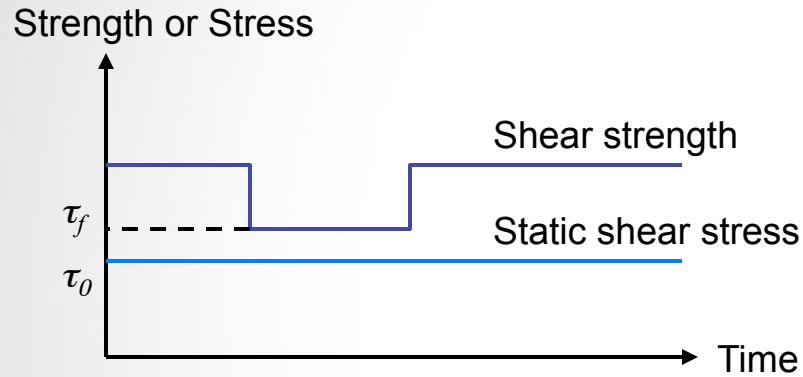 Strength or Stress
Shear strength
τf
Static shear stress
τ0
Time